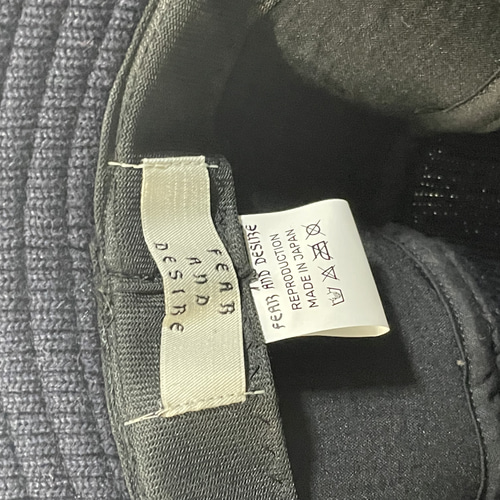 FEAR
AND
DESIRE
FEAR AND DESIRE
REPRODUCTION
MADE IN JAPAN